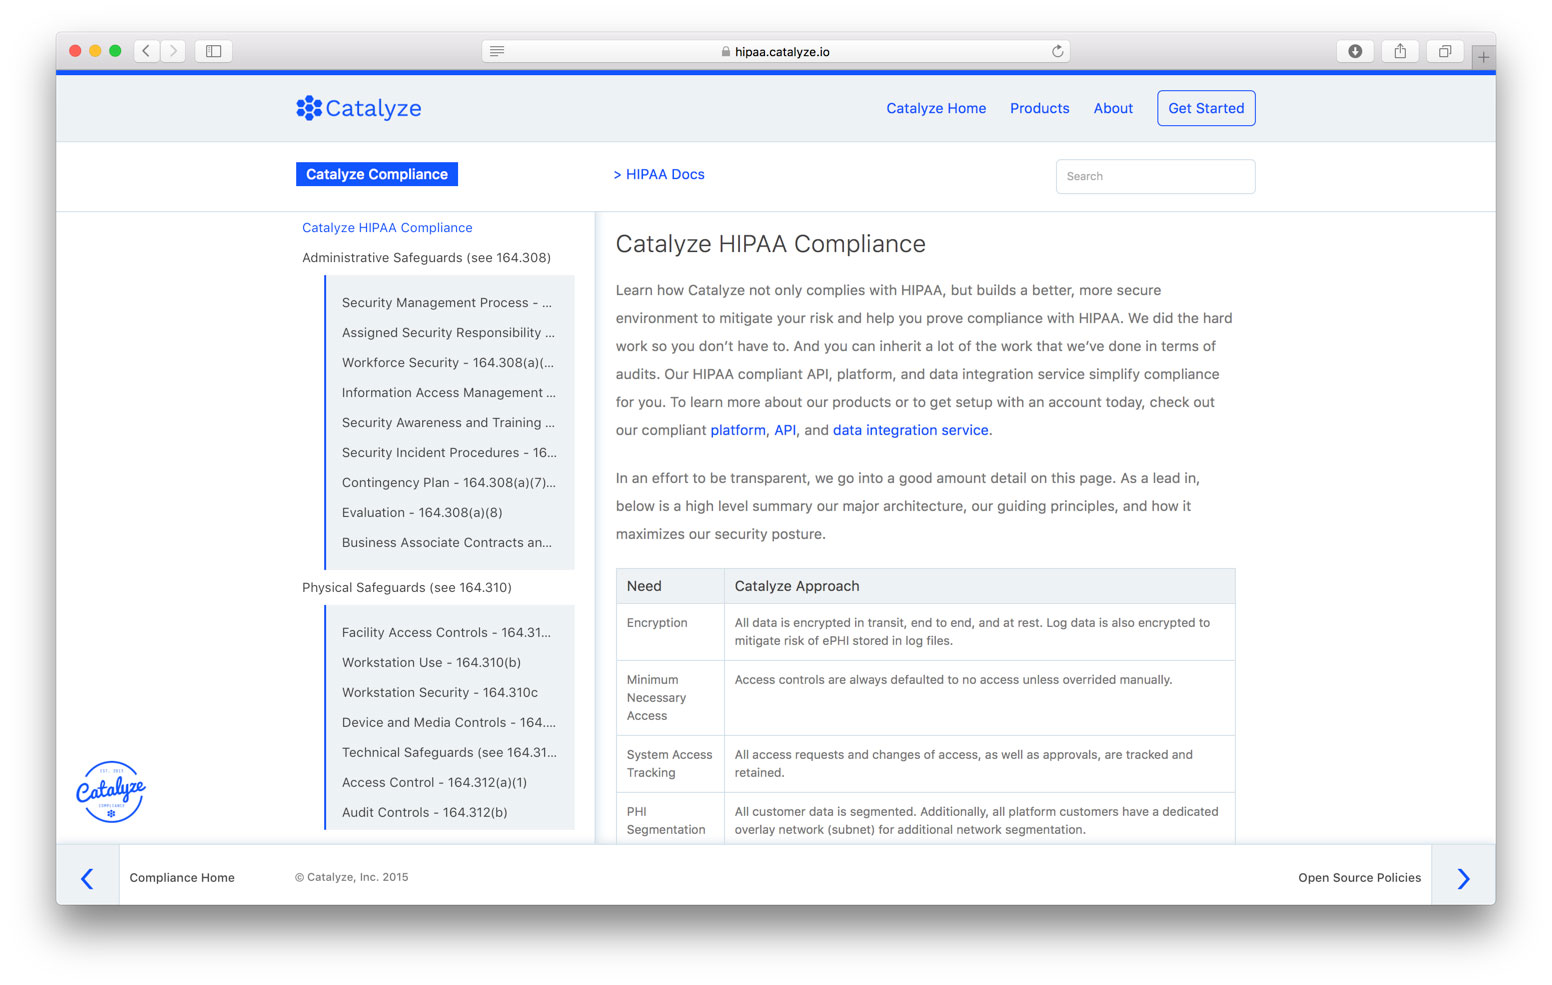 hipaa.catalyze.io
Catalyze
Catalyze Home
Products
About
Get Started
Catalyze Compliance
> HIPAA Docs
Search
Catalyze HIPAA Compliance
Administrative Safeguards (see 164.308)
Security Management Process - ...
Assigned Security Responsibility ...
Workforce Security - 164.308(a)(...
Information Access Management ...
Security Awareness and Training ...
Security Incident Procedures - 16...
Contingency Plan - 164.308(a)(7)...
Evaluation - 164.308(a)(8)
Business Associate Contracts an...
Physical Safeguards (see 164.310)
Facility Access Controls - 164.31...
Workstation Use - 164.310(b)
Workstation Security - 164.310c
Device and Media Controls - 164....
Technical Safeguards (see 164.31...
Access Control - 164.312(a)(1)
Audit Controls - 164.312(b)
Catalyze HIPAA Compliance
Learn how Catalyze not only complies with HIPAA, but builds a better, more secure
environment to mitigate your risk and help you prove compliance with HIPAA. We did the hard
work so you don’t have to. And you can inherit a lot of the work that we’ve done in terms of
audits. Our HIPAA compliant API, platform, and data integration service simplify compliance
for you. To learn more about our products or to get setup with an account today, check out
our compliant platform, API, and data integration service.
In an effort to be transparent, we go into a good amount detail on this page. As a lead in,
below is a high level summary our major architecture, our guiding principles, and how it
maximizes our security posture.
Need
Catalyze Approach
Encryption
All data is encrypted in transit, end to end, and at rest. Log data is also encrypted to
mitigate risk of ePHI stored in log files.
Minimum
Necessary
Access
Access controls are always defaulted to no access unless overrided manually.
System Access
Tracking
All access requests and changes of access, as well as approvals, are tracked and
retained.
PHI
Segmentation
All customer data is segmented. Additionally, all platform customers have a dedicated
overlay network (subnet) for additional network segmentation.
EST. 2013
Catalyze
COMPLIANCE
Compliance Home
© Catalyze, Inc. 2015
Open Source Policies